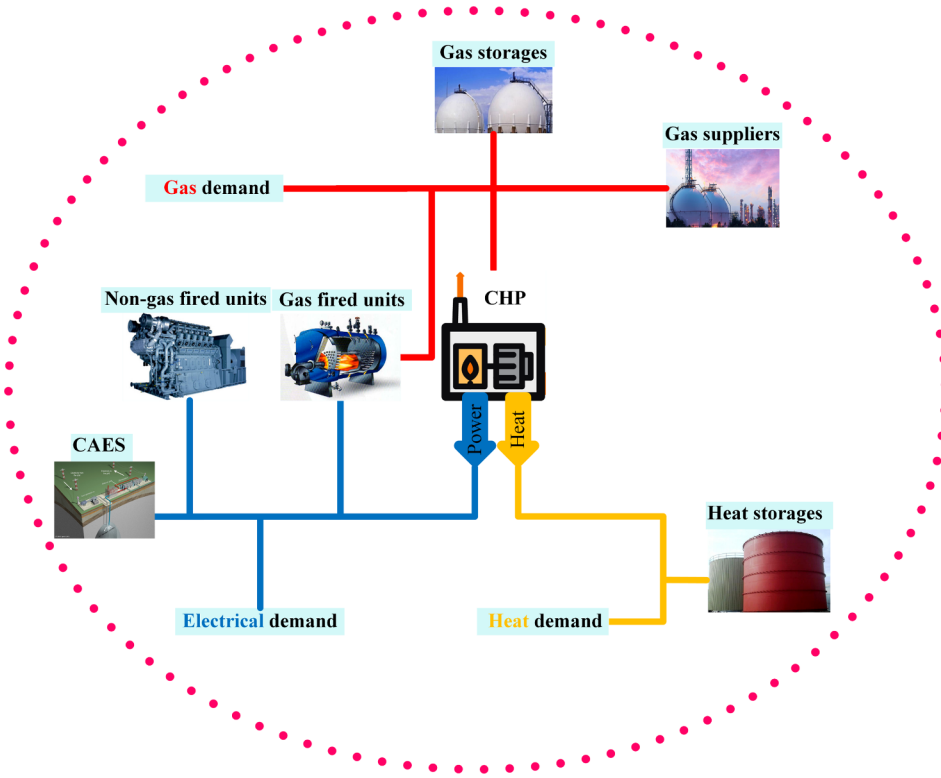 Gas storages
Gas suppliers
Gas demand
Non-gas fired units
Gas fired units
CHP
Power
Heat
CAES
Heat storages
Electrical demand
Heat demand